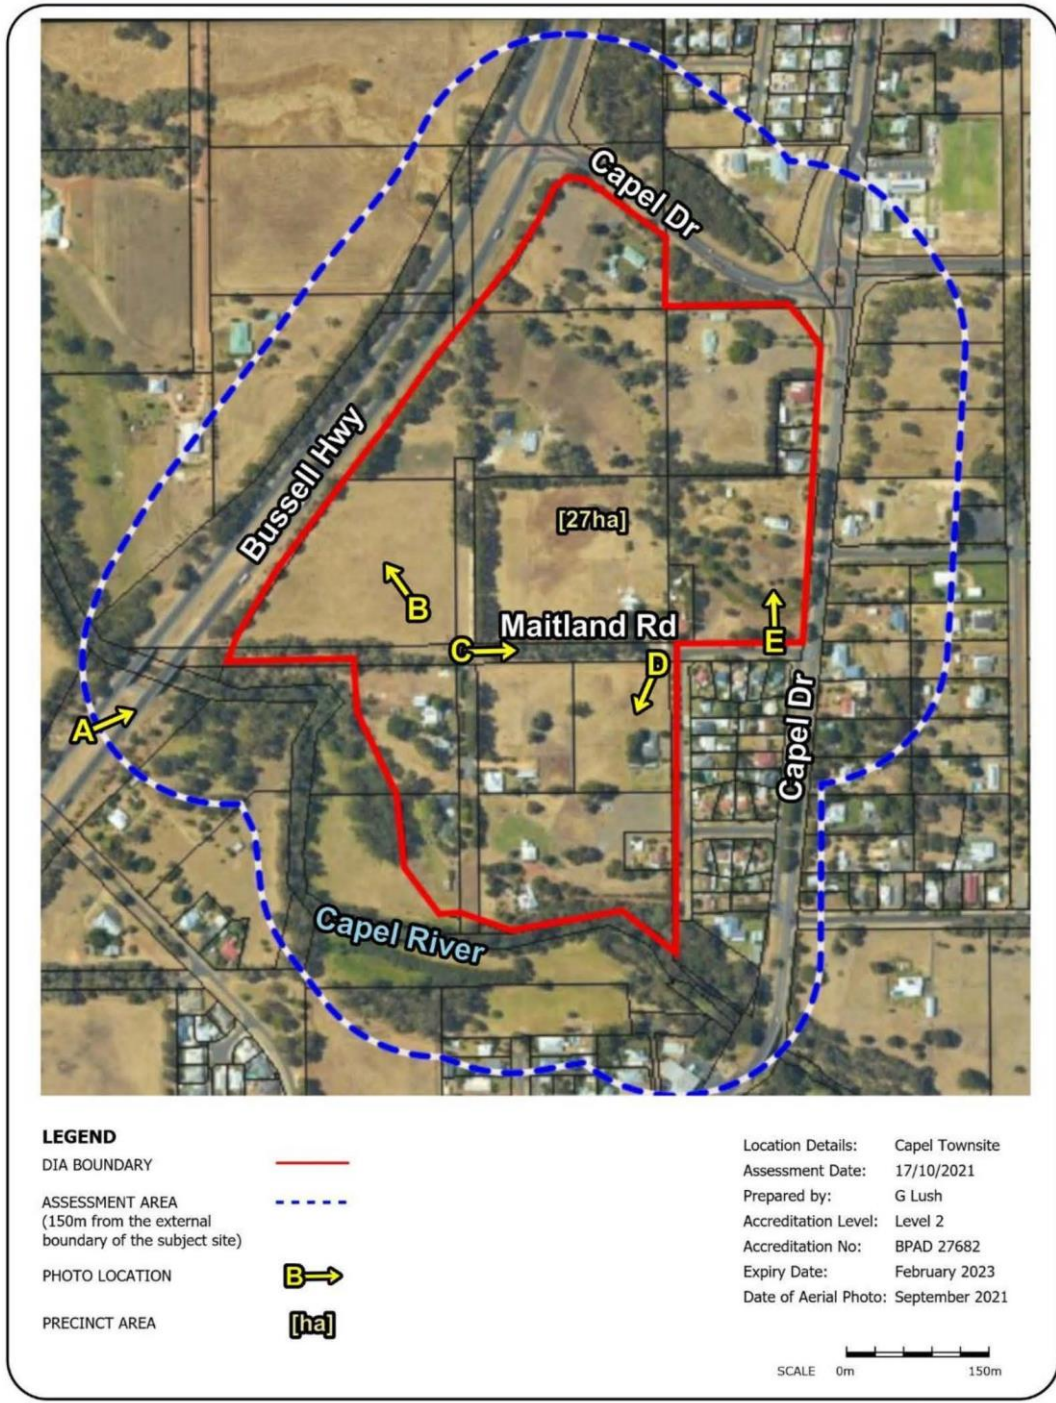 Capel Dr
Bussell Hwy
[27ha]
B
Maitland Rd
C
E
D
A
Capel Dr
Capel River
LEGEND
DIA BOUNDARY
ASSESSMENT AREA
(150m from the external
boundary of the subject site)
PHOTO LOCATION
B
PRECINCT AREA
[ha]
Location Details: Capel Townsite
Assessment Date: 17/10/2021
Prepared by: G Lush
Accreditation Level: Level 2
Accreditation No: BPAD 27682
Expiry Date: February 2023
Date of Aerial Photo: September 2021
SCALE 0m 150m